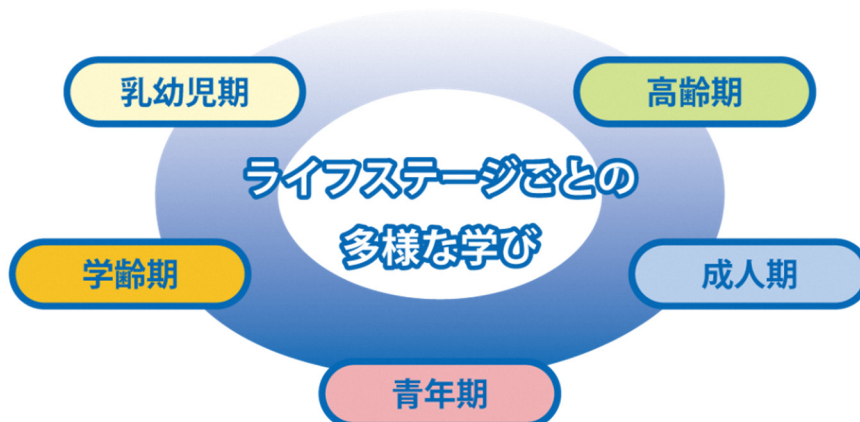 乳幼児期
高齢期
ライフステージごとの
多様な学び
学齢期
成人期
青年期